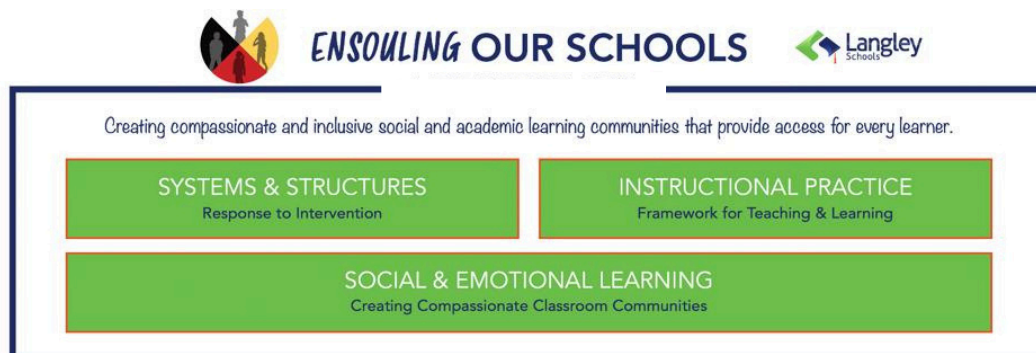 ENSOULING OUR SCHOOLS
Langley
Schools
Creating compassionate and inclusive social and academic learning communities that provide access for every learner.
SYSTEMS & STRUCTURES
Response to Intervention
INSTRUCTIONAL PRACTICE
Framework for Teaching & Learning
SOCIAL & EMOTIONAL LEARNING
Creating Compassionate Classroom Communities